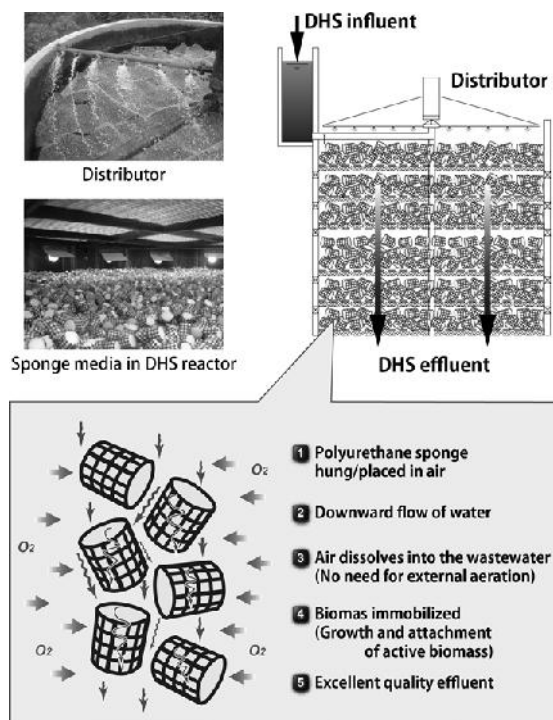 DHS influent
Distributor
Distributor
Sponge media in DHS reactor
DHS effluent
O2
O2
O2
O2
1 Polyurethane sponge
hung/placed in air
2 Downward flow of water
3 Air dissolves into the wastewater
(No need for external aeration)
4 Biomas immobilized
(Growth and attachment
of active biomass)
5 Excellent quality effluent